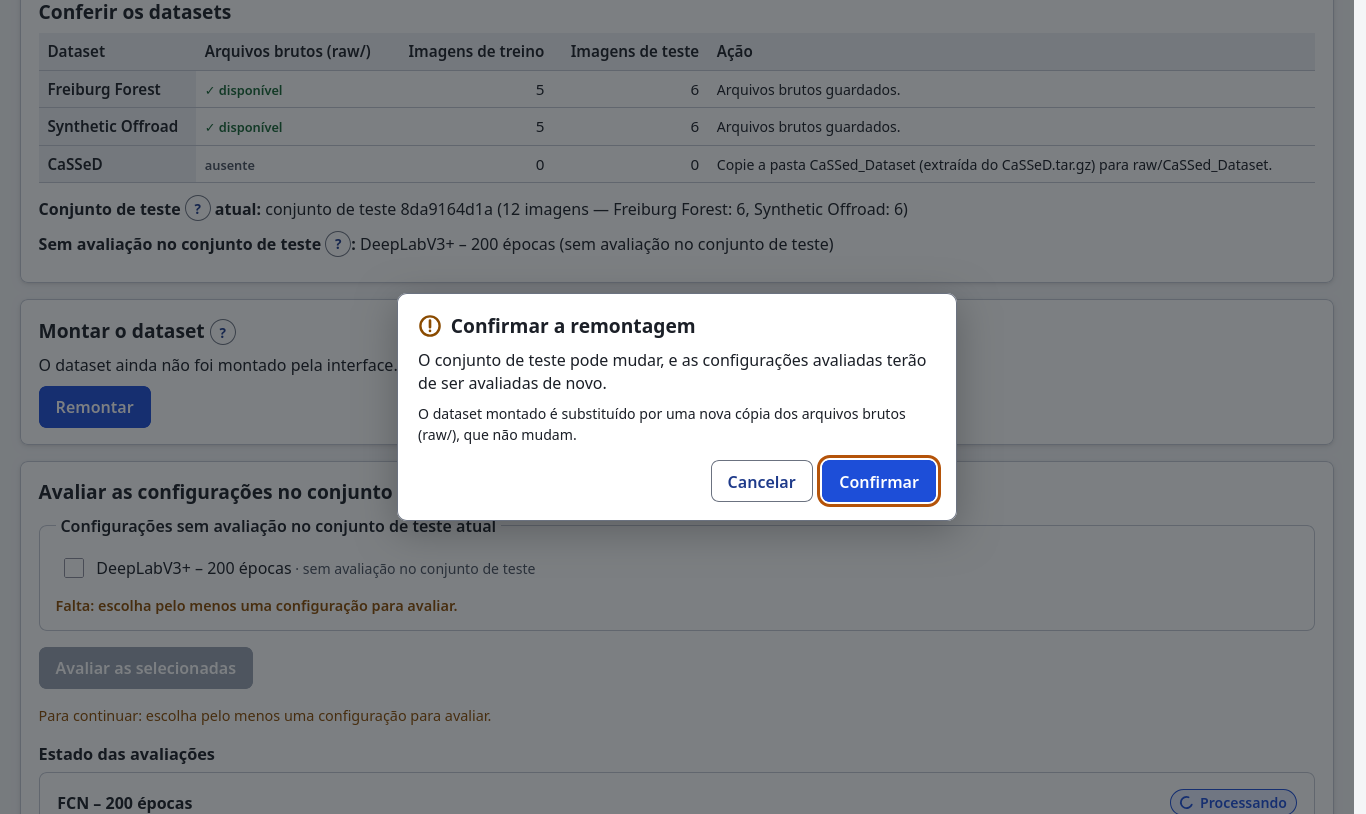 Conferir os datasets
Dataset Arquivos brutos (raw/) Imagens de treino Imagens de teste Ação
Freiburg Forest ✓ disponível 5 6 Arquivos brutos guardados.
Synthetic Offroad ✓ disponível 5 6 Arquivos brutos guardados.
CaSSeD ausente 0 0 Copie a pasta CaSSed_Dataset (extraída do CaSSeD.tar.gz) para raw/CaSSed_Dataset.
Conjunto de teste ? atual: conjunto de teste 8da9164d1a (12 imagens — Freiburg Forest: 6, Synthetic Offroad: 6)
Sem avaliação no conjunto de teste ? : DeepLabV3+ – 200 épocas (sem avaliação no conjunto de teste)
Montar o dataset ?
O dataset ainda não foi montado pela interface.
Remontar
Confirmar a remontagem
O conjunto de teste pode mudar, e as configurações avaliadas terão
de ser avaliadas de novo.
O dataset montado é substituído por uma nova cópia dos arquivos brutos
(raw/), que não mudam.
Cancelar Confirmar
Avaliar as configurações no conjunto
Configurações sem avaliação no conjunto de teste atual
DeepLabV3+ – 200 épocas · sem avaliação no conjunto de teste
Falta: escolha pelo menos uma configuração para avaliar.
Avaliar as selecionadas
Para continuar: escolha pelo menos uma configuração para avaliar.
Estado das avaliações
FCN – 200 épocas Processando